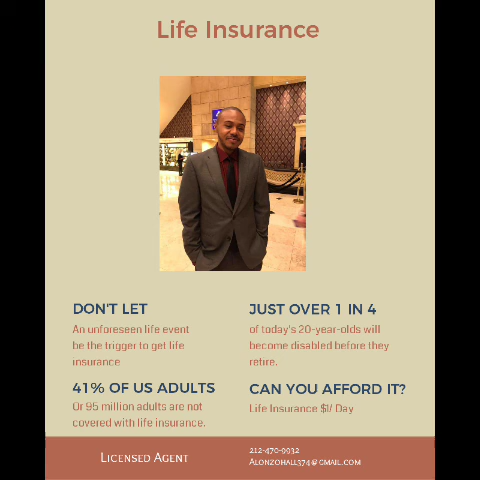 Life Insurance
DON'T LET
An unforeseen life event
be the trigger to get life
insurance
JUST OVER 1 IN 4
of today's 20-year-olds will
become disabled before they
retire.
41% OF US ADULTS
Or 95 million adults are not
covered with life insurance.
CAN YOU AFFORD IT?
Life Insurance $1/ Day
LICENSED AGENT
212-470-9932
ALONZOHALL374@GMAIL.COM